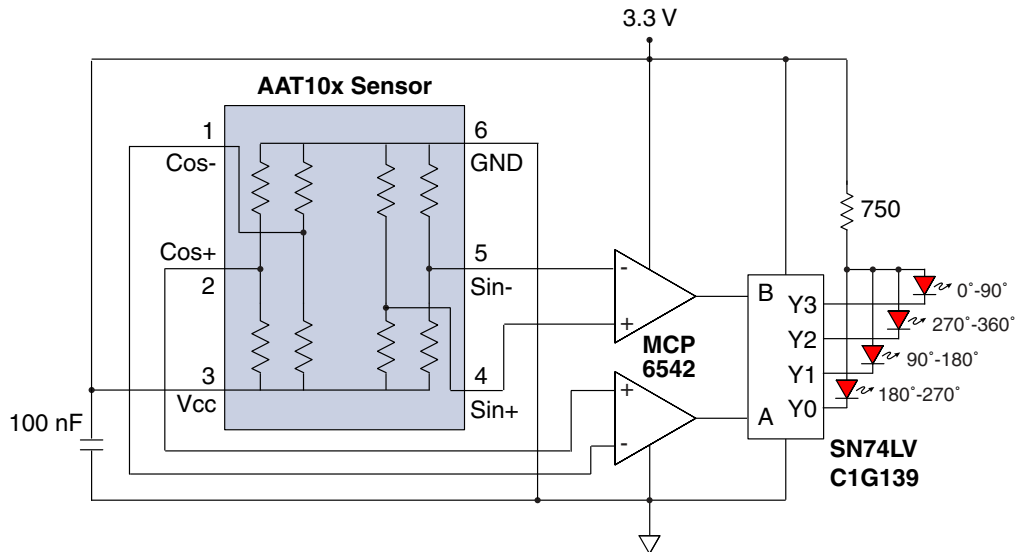 3.3 V
AAT10x Sensor
1
Cos-
6
GND
Cos+
2
5
Sin-
3
Vcc
4
Sin+
100 nF
-
+
MCP
6542
+
-
750
B
A
Y3
Y2
Y1
Y0
0˚-90˚
270˚-360˚
90˚-180˚
180˚-270˚
SN74LV
C1G139